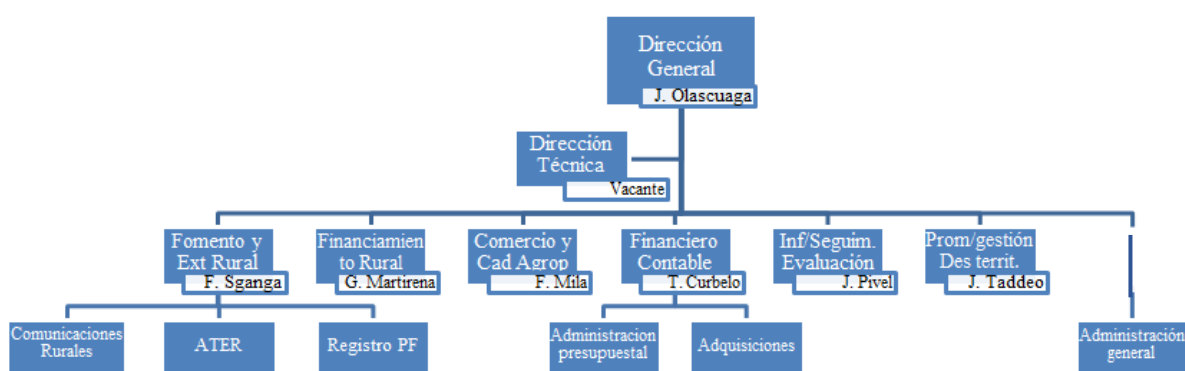 Dirección
General
J. Olascuaga
Dirección
Técnica
Vacante
Fomento y
Ext Rural
F. Sganga
Financiamien
to Rural
G. Martirena
Comercio y
Cad Agrop
F. Mila
Financiero
Contable
T. Curbelo
Inf/Seguim.
Evaluación
J. Pivel
Prom/gestión
Des territ.
J. Taddeo
Comunicaciones
Rurales
ATER
Registro PF
Administracion
presupuestal
Adquisiciones
Administración
general